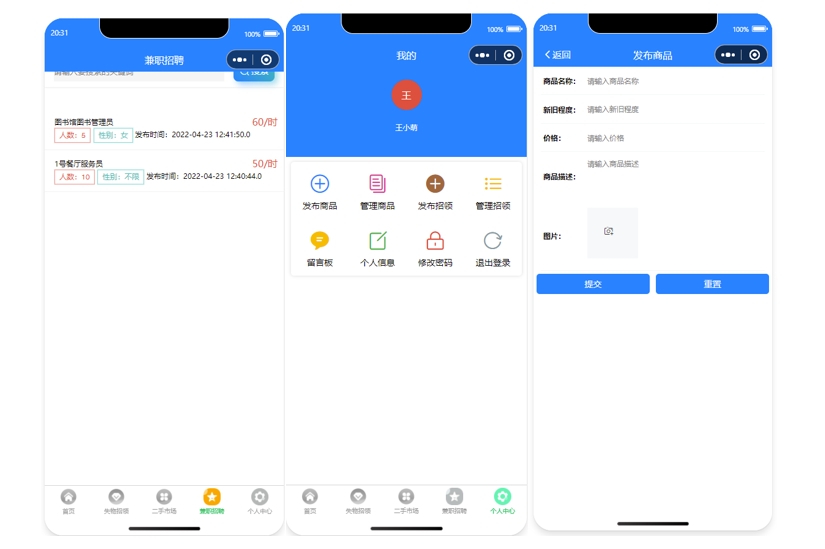 20:31
100%
兼职招聘
请输入要搜索的关键词
搜索
图书馆图书管理员
60/时
人数：5 性别：女 发布时间：2022-04-23 12:41:50.0
1号餐厅服务员
50/时
人数：10 性别：不限 发布时间：2022-04-23 12:40:44.0
首页 失物招领 二手市场 兼职招聘 个人中心
20:31
100%
我的
王
王小萌
发布商品 管理商品 发布招领 管理招领
留言板 个人信息 修改密码 退出登录
首页 失物招领 二手市场 兼职招聘 个人中心
20:31
100%
返回 发布商品
商品名称： 请输入商品名称
新旧程度： 请输入新旧程度
价格： 请输入价格
商品描述： 请输入商品描述
图片：
提交 重置